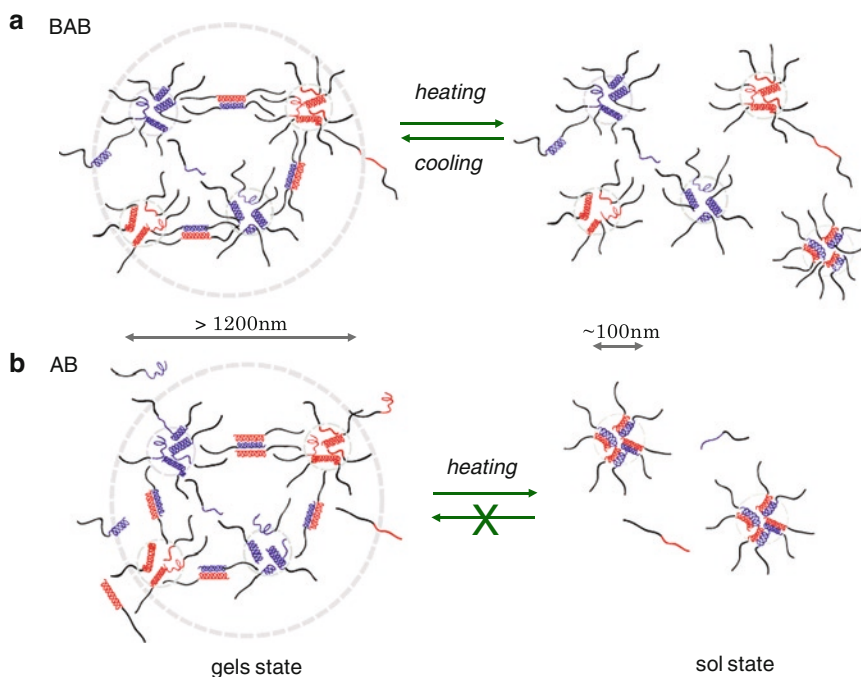 a BAB
heating
cooling
> 1200nm
~100nm
b AB
heating
X
gels state
sol state